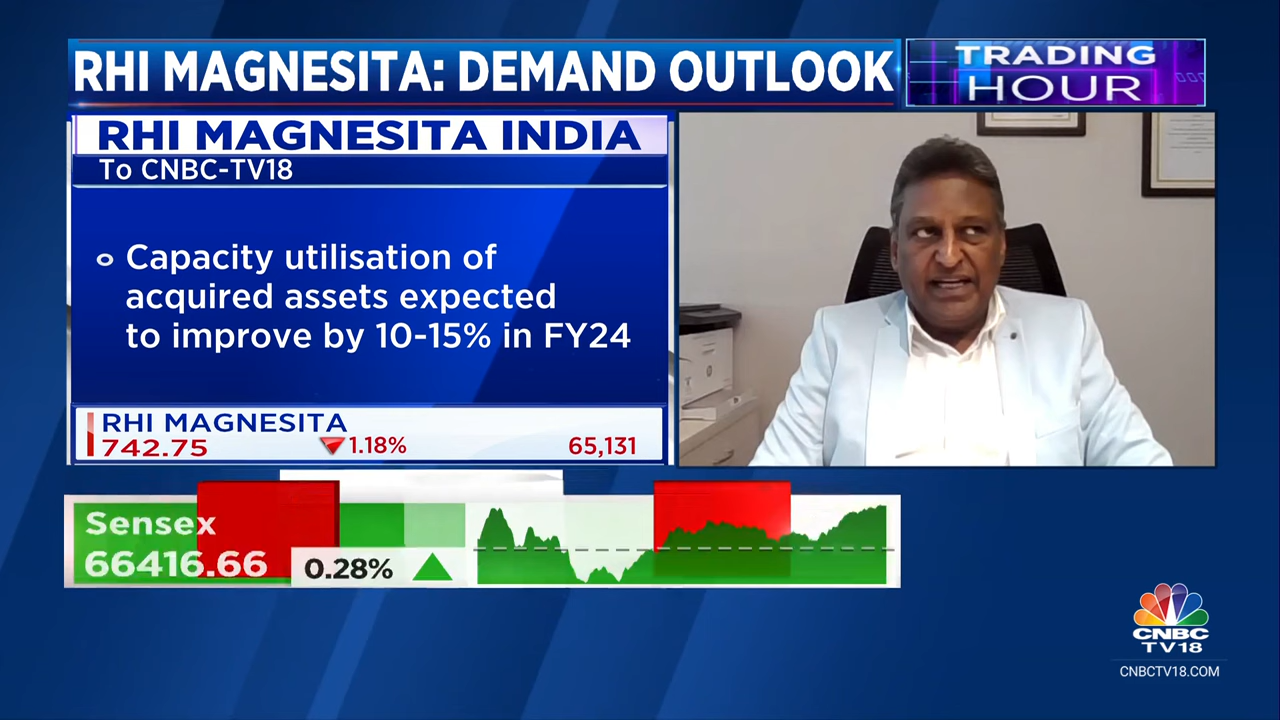 RHI MAGNESITA: DEMAND OUTLOOK
TRADING
HOUR
RHI MAGNESITA INDIA
To CNBC-TV18
Capacity utilisation of
acquired assets expected
to improve by 10-15% in FY24
RHI MAGNESITA
742.75 1.18% 65,131
Sensex
66416.66 0.28%
CNBC
TV18
CNBCTV18.COM